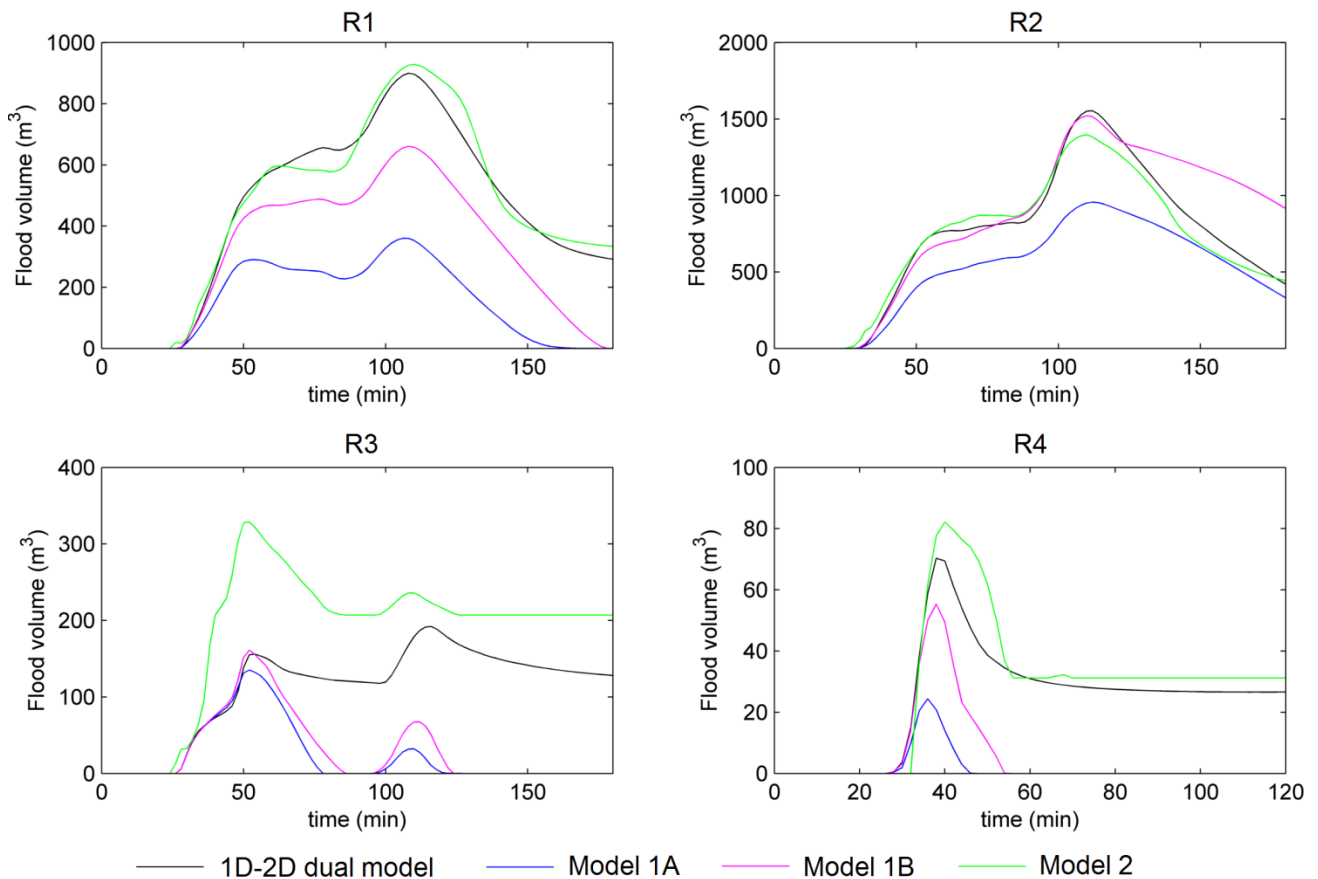 R1
1000
800
600
400
200
0
Flood volume (m³)
0 50 100 150
time (min)
R2
2000
1500
1000
500
0
Flood volume (m³)
0 50 100 150
time (min)
R3
400
300
200
100
0
Flood volume (m³)
0 50 100 150
time (min)
R4
100
80
60
40
20
0
Flood volume (m³)
0 20 40 60 80 100 120
time (min)
1D-2D dual model Model 1A Model 1B Model 2